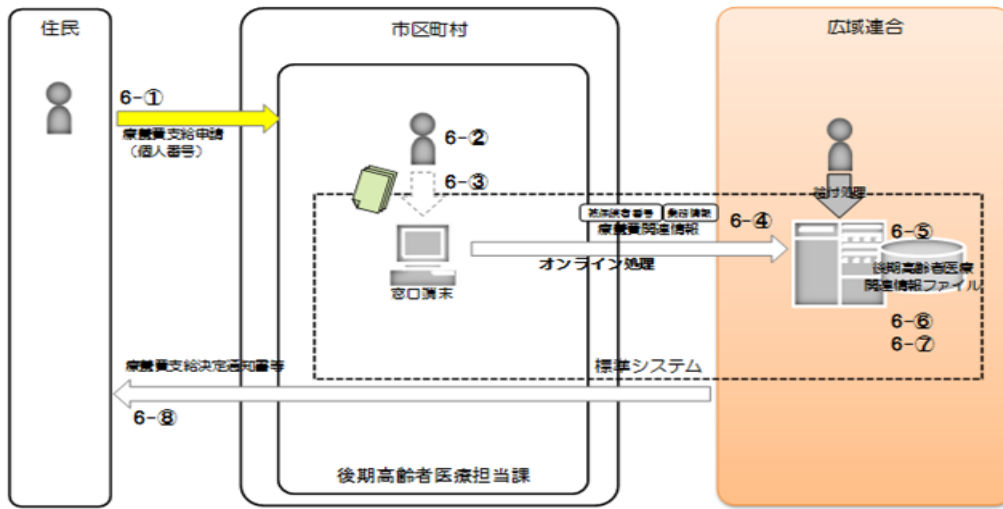 住民
市区町村
広域連合
6-①
療養費支給申請
（個人番号）
6-②
6-③
給付処理
被保険者番号
業務情報
療養費関連情報
6-④
オンライン処理
窓口端末
6-⑤
後期高齢者医療
関連情報ファイル
6-⑥
6-⑦
標準システム
療養費支給決定通知書等
6-⑧
後期高齢者医療担当課